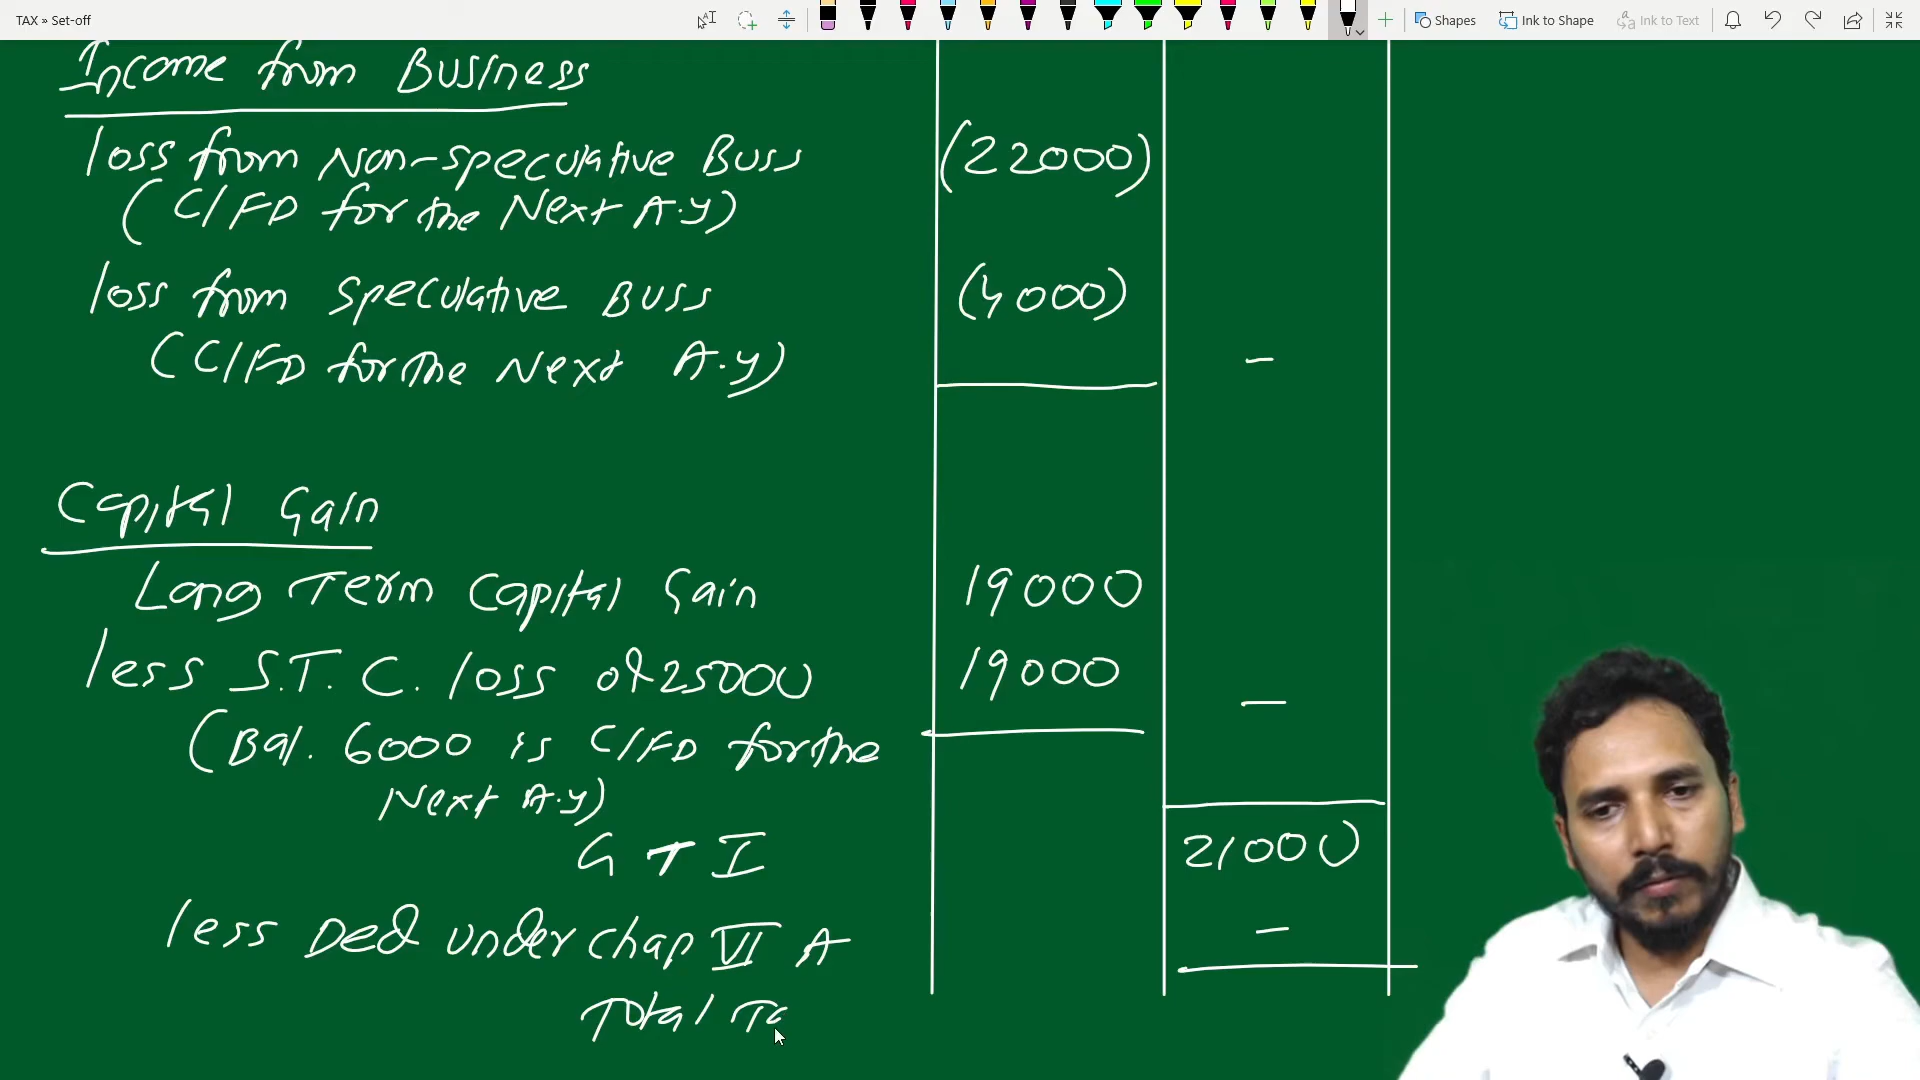 TAX » Set-off
Shapes Ink to Shape Ink to Text
Income from Business
loss from Non-speculative Buss (22000)
(C/FD for the Next A.y)
loss from Speculative Buss (4000)
(C/FD for the Next A.y) -
Capital Gain
Long Term Capital Gain 19000
less S.T.C. loss of 25000 19000 -
(Bal. 6000 is C/FD for the
Next A.y)
G T I 21000
less Ded under chap VI A -
Total Ta